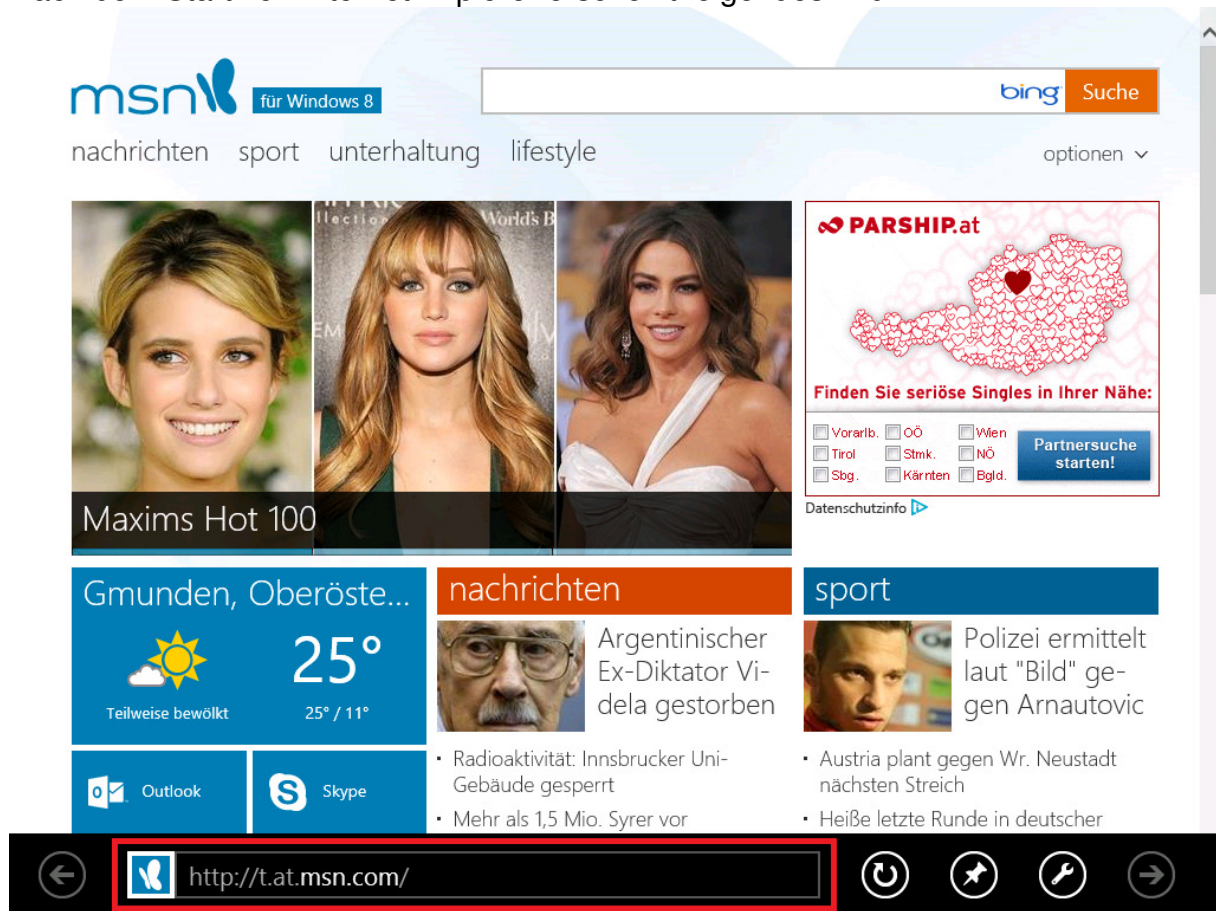 msn
für Windows 8
bing
Suche
nachrichten sport unterhaltung lifestyle
optionen
World's B
Maxims Hot 100
PARSHIP.at
Finden Sie seriöse Singles in Ihrer Nähe:
Vorarlb. OÖ Wien
Tirol Stmk. NÖ
Sbg. Kärnten Bgld.
Partnersuche
starten!
Datenschutzinfo
Gmunden, Oberöste...
25°
Teilweise bewölkt
25° / 11°
Outlook
Skype
nachrichten
Argentinischer
Ex-Diktator Vi-
dela gestorben
Radioaktivität: Innsbrucker Uni-
Gebäude gesperrt
Mehr als 1,5 Mio. Syrer vor
sport
Polizei ermittelt
laut "Bild" ge-
gen Arnautovic
Austria plant gegen Wr. Neustadt
nächsten Streich
Heiße letzte Runde in deutscher
http://t.at.msn.com/